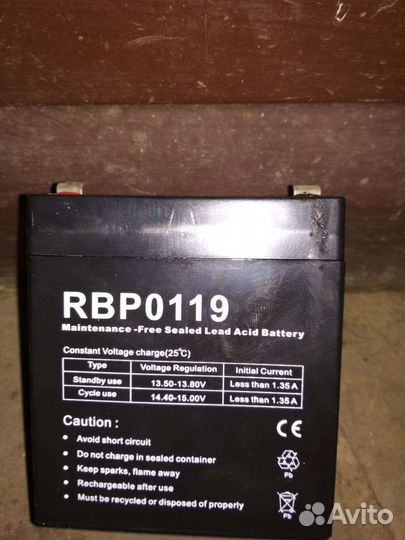 RBP0119
Maintenance -Free Sealed Lead Acid Battery
Constant Voltage charge(25℃)
Type Voltage Regulation Initial Current
Standby use 13.50-13.80V Less than 1.35A
Cycle use 14.40-15.00V Less than 1.35A
Caution :
• Avoid short circuit
• Do not charge in sealed container
• Keep sparks, flame away
• Rechargeable after use
• Must be recycled or disposed of properly
CE
Pb
Pb
Avito